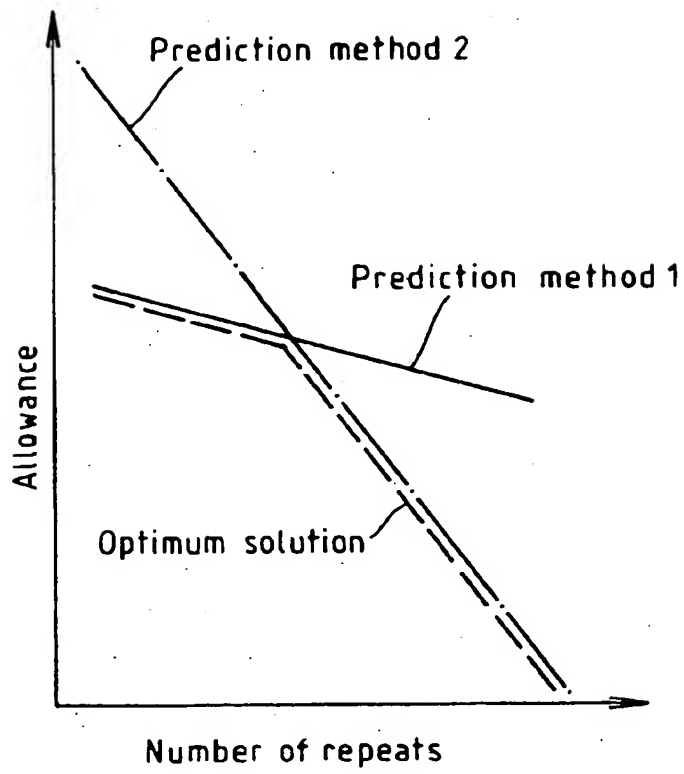 Prediction method 2
Prediction method 1
Allowance
Optimum solution
Number of repeats